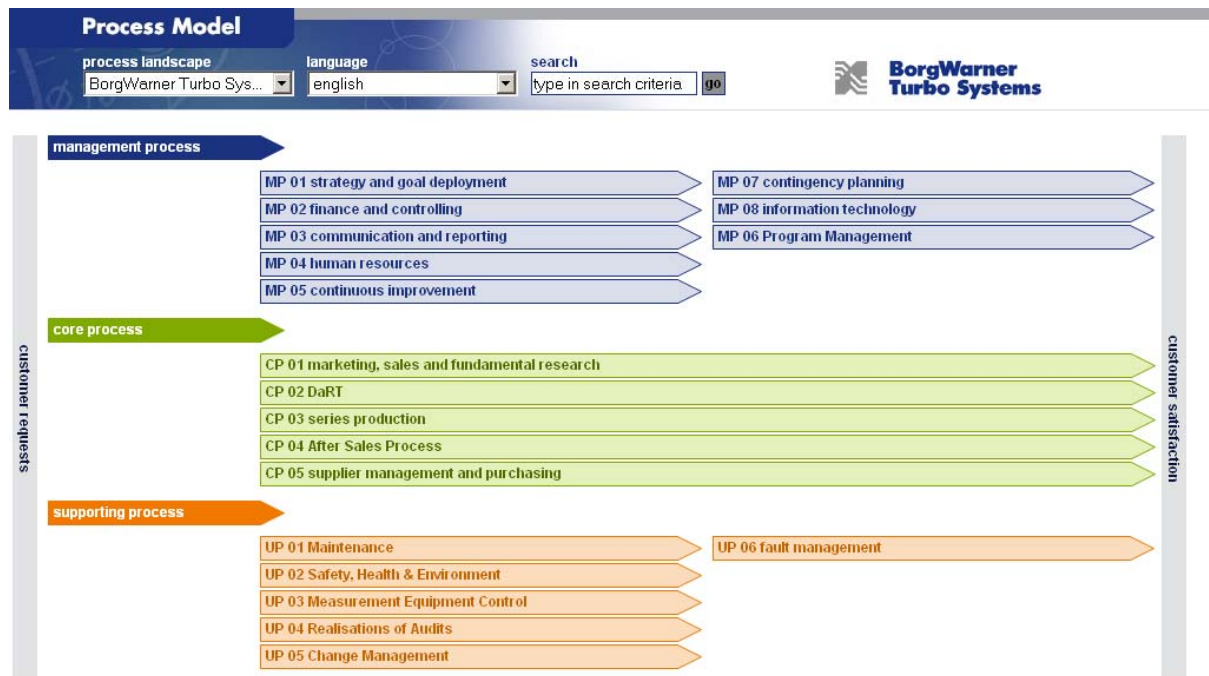 Process Model
process landscape
BorgWarner Turbo Sys...
language
english
search
type in search criteria
go
BorgWarner
Turbo Systems
customer requests
management process
MP 01 strategy and goal deployment
MP 02 finance and controlling
MP 03 communication and reporting
MP 04 human resources
MP 05 continuous improvement
MP 07 contingency planning
MP 08 information technology
MP 06 Program Management
core process
CP 01 marketing, sales and fundamental research
CP 02 DaRT
CP 03 series production
CP 04 After Sales Process
CP 05 supplier management and purchasing
supporting process
UP 01 Maintenance
UP 02 Safety, Health & Environment
UP 03 Measurement Equipment Control
UP 04 Realisations of Audits
UP 05 Change Management
UP 06 fault management
customer satisfaction